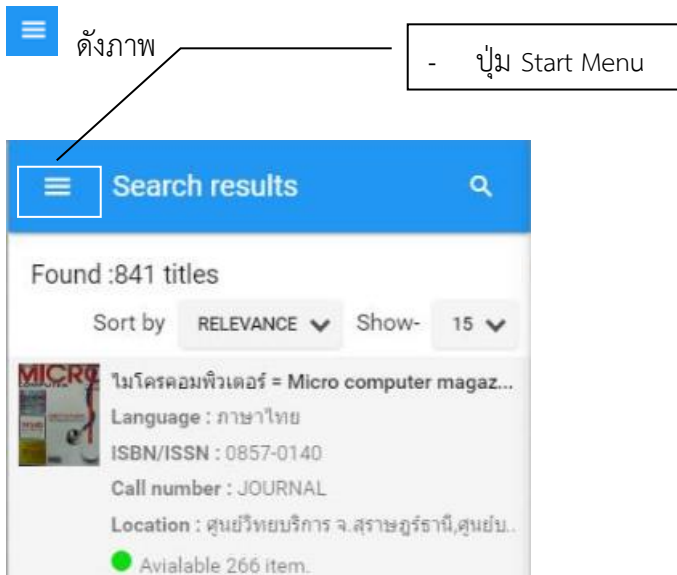 ดังภาพ
- ปุ่ม Start Menu
Search results
Found :841 titles
Sort by RELEVANCE Show- 15
MICRO COMPUTER
ไมโครคอมพิวเตอร์ = Micro computer magaz...
Language : ภาษาไทย
ISBN/ISSN : 0857-0140
Call number : JOURNAL
Location : ศูนย์วิทยบริการ จ.สุราษฎร์ธานี,ศูนย์บ..
Avialable 266 item.